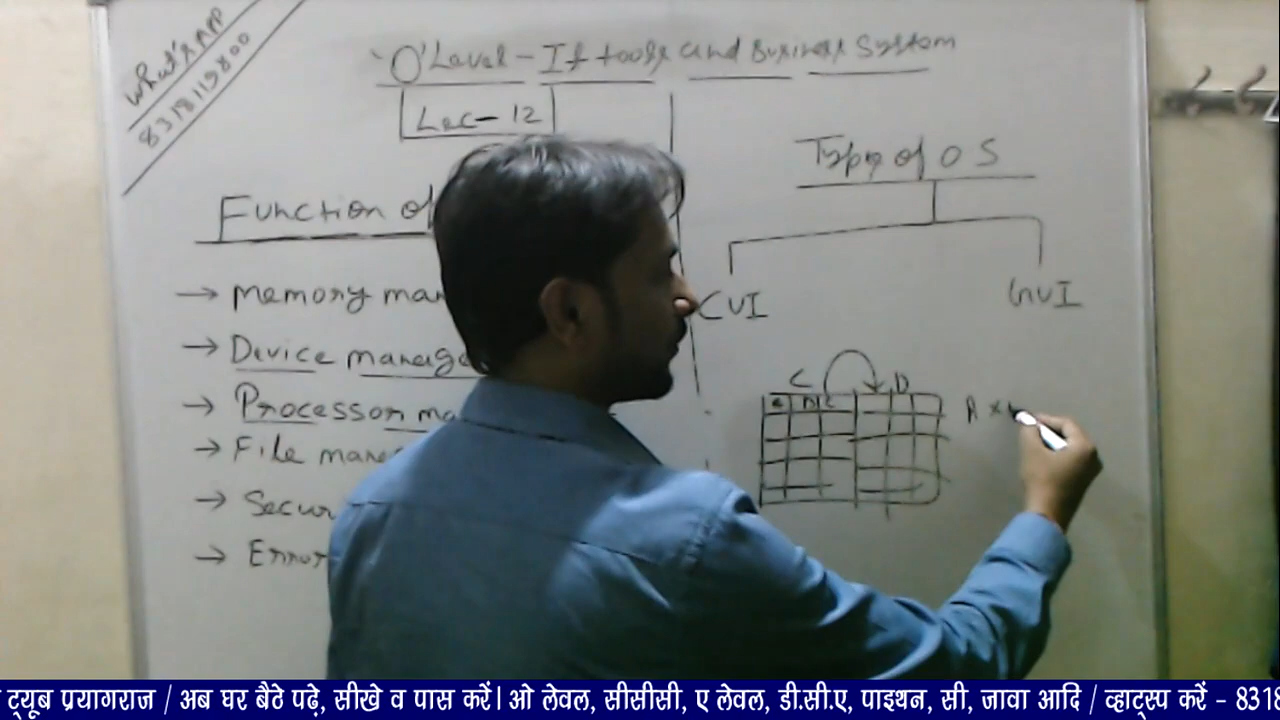 What's APP
8318119800
'O' Level - It tools and Business System
Lec - 12
Function of
→ Memory man
→ Device manage
→ Processor ma
→ File mana
→ Secur
→ Error
Type of OS
CUI
GUI
C D
ट्यूब प्रयागराज / अब घर बैठे पढ़े, सीखे व पास करें। ओ लेवल, सीसीसी, ए लेवल, डी.सी.ए, पाइथन, सी, जावा आदि / व्हाट्स्प करें - 8318